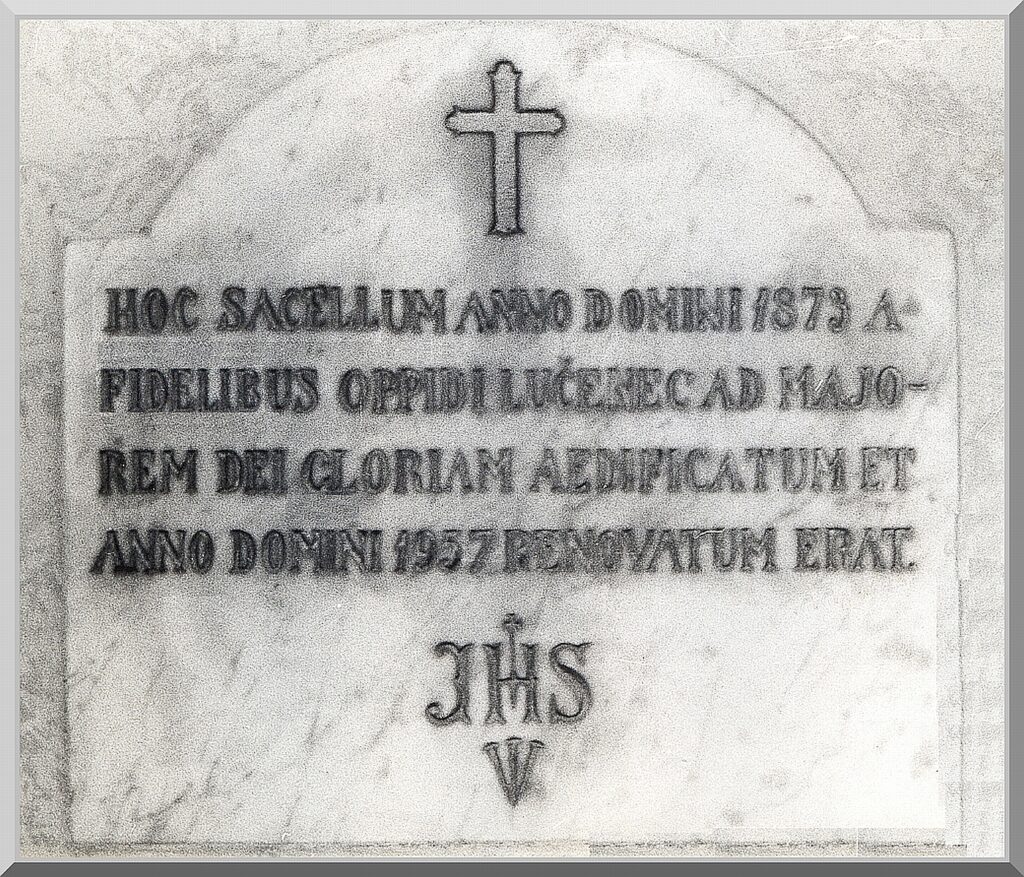 HOC SACELLUM ANNO DOMINI 1873 A
FIDELIBUS OPPIDI LUČENEC AD MAJO-
REM DEI GLORIAM AEDIFICATUM ET
ANNO DOMINI 1957 RENOVATUM ERAT.
JHS